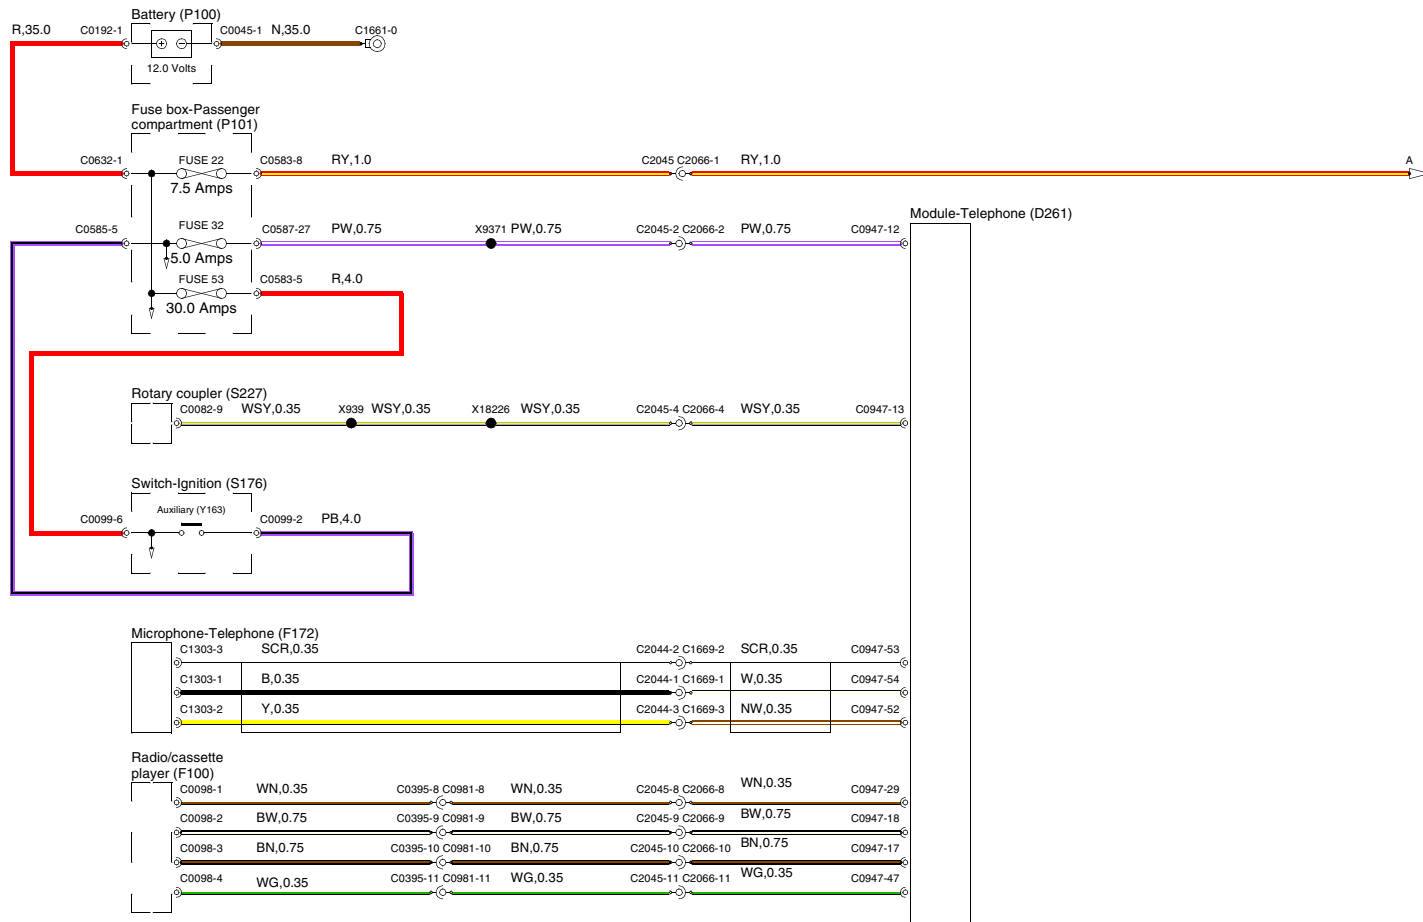 Battery (P100)
R,35.0 C0192-1 C0045-1 N,35.0 C1661-0
12.0 Volts
Fuse box-Passenger
compartment (P101)
C0632-1 FUSE 22 C0583-8 RY,1.0 C2045 C2066-1 RY,1.0 A
7.5 Amps
Module-Telephone (D261)
C0585-5 FUSE 32 C0587-27 PW,0.75 X9371 PW,0.75 C2045-2 C2066-2 PW,0.75 C0947-12
5.0 Amps
FUSE 53 C0583-5 R,4.0
30.0 Amps
Rotary coupler (S227)
C0082-9 WSY,0.35 X939 WSY,0.35 X18226 WSY,0.35 C2045-4 C2066-4 WSY,0.35 C0947-13
Switch-Ignition (S176)
Auxiliary (Y163)
C0099-6 C0099-2 PB,4.0
Microphone-Telephone (F172)
C1303-3 SCR,0.35 C2044-2 C1669-2 SCR,0.35 C0947-53
C1303-1 B,0.35 C2044-1 C1669-1 W,0.35 C0947-54
C1303-2 Y,0.35 C2044-3 C1669-3 NW,0.35 C0947-52
Radio/cassette
player (F100)
C0098-1 WN,0.35 C0395-8 C0981-8 WN,0.35 C2045-8 C2066-8 WN,0.35 C0947-29
C0098-2 BW,0.75 C0395-9 C0981-9 BW,0.75 C2045-9 C2066-9 BW,0.75 C0947-18
C0098-3 BN,0.75 C0395-10 C0981-10 BN,0.75 C2045-10 C2066-10 BN,0.75 C0947-17
C0098-4 WG,0.35 C0395-11 C0981-11 WG,0.35 C2045-11 C2066-11 WG,0.35 C0947-47